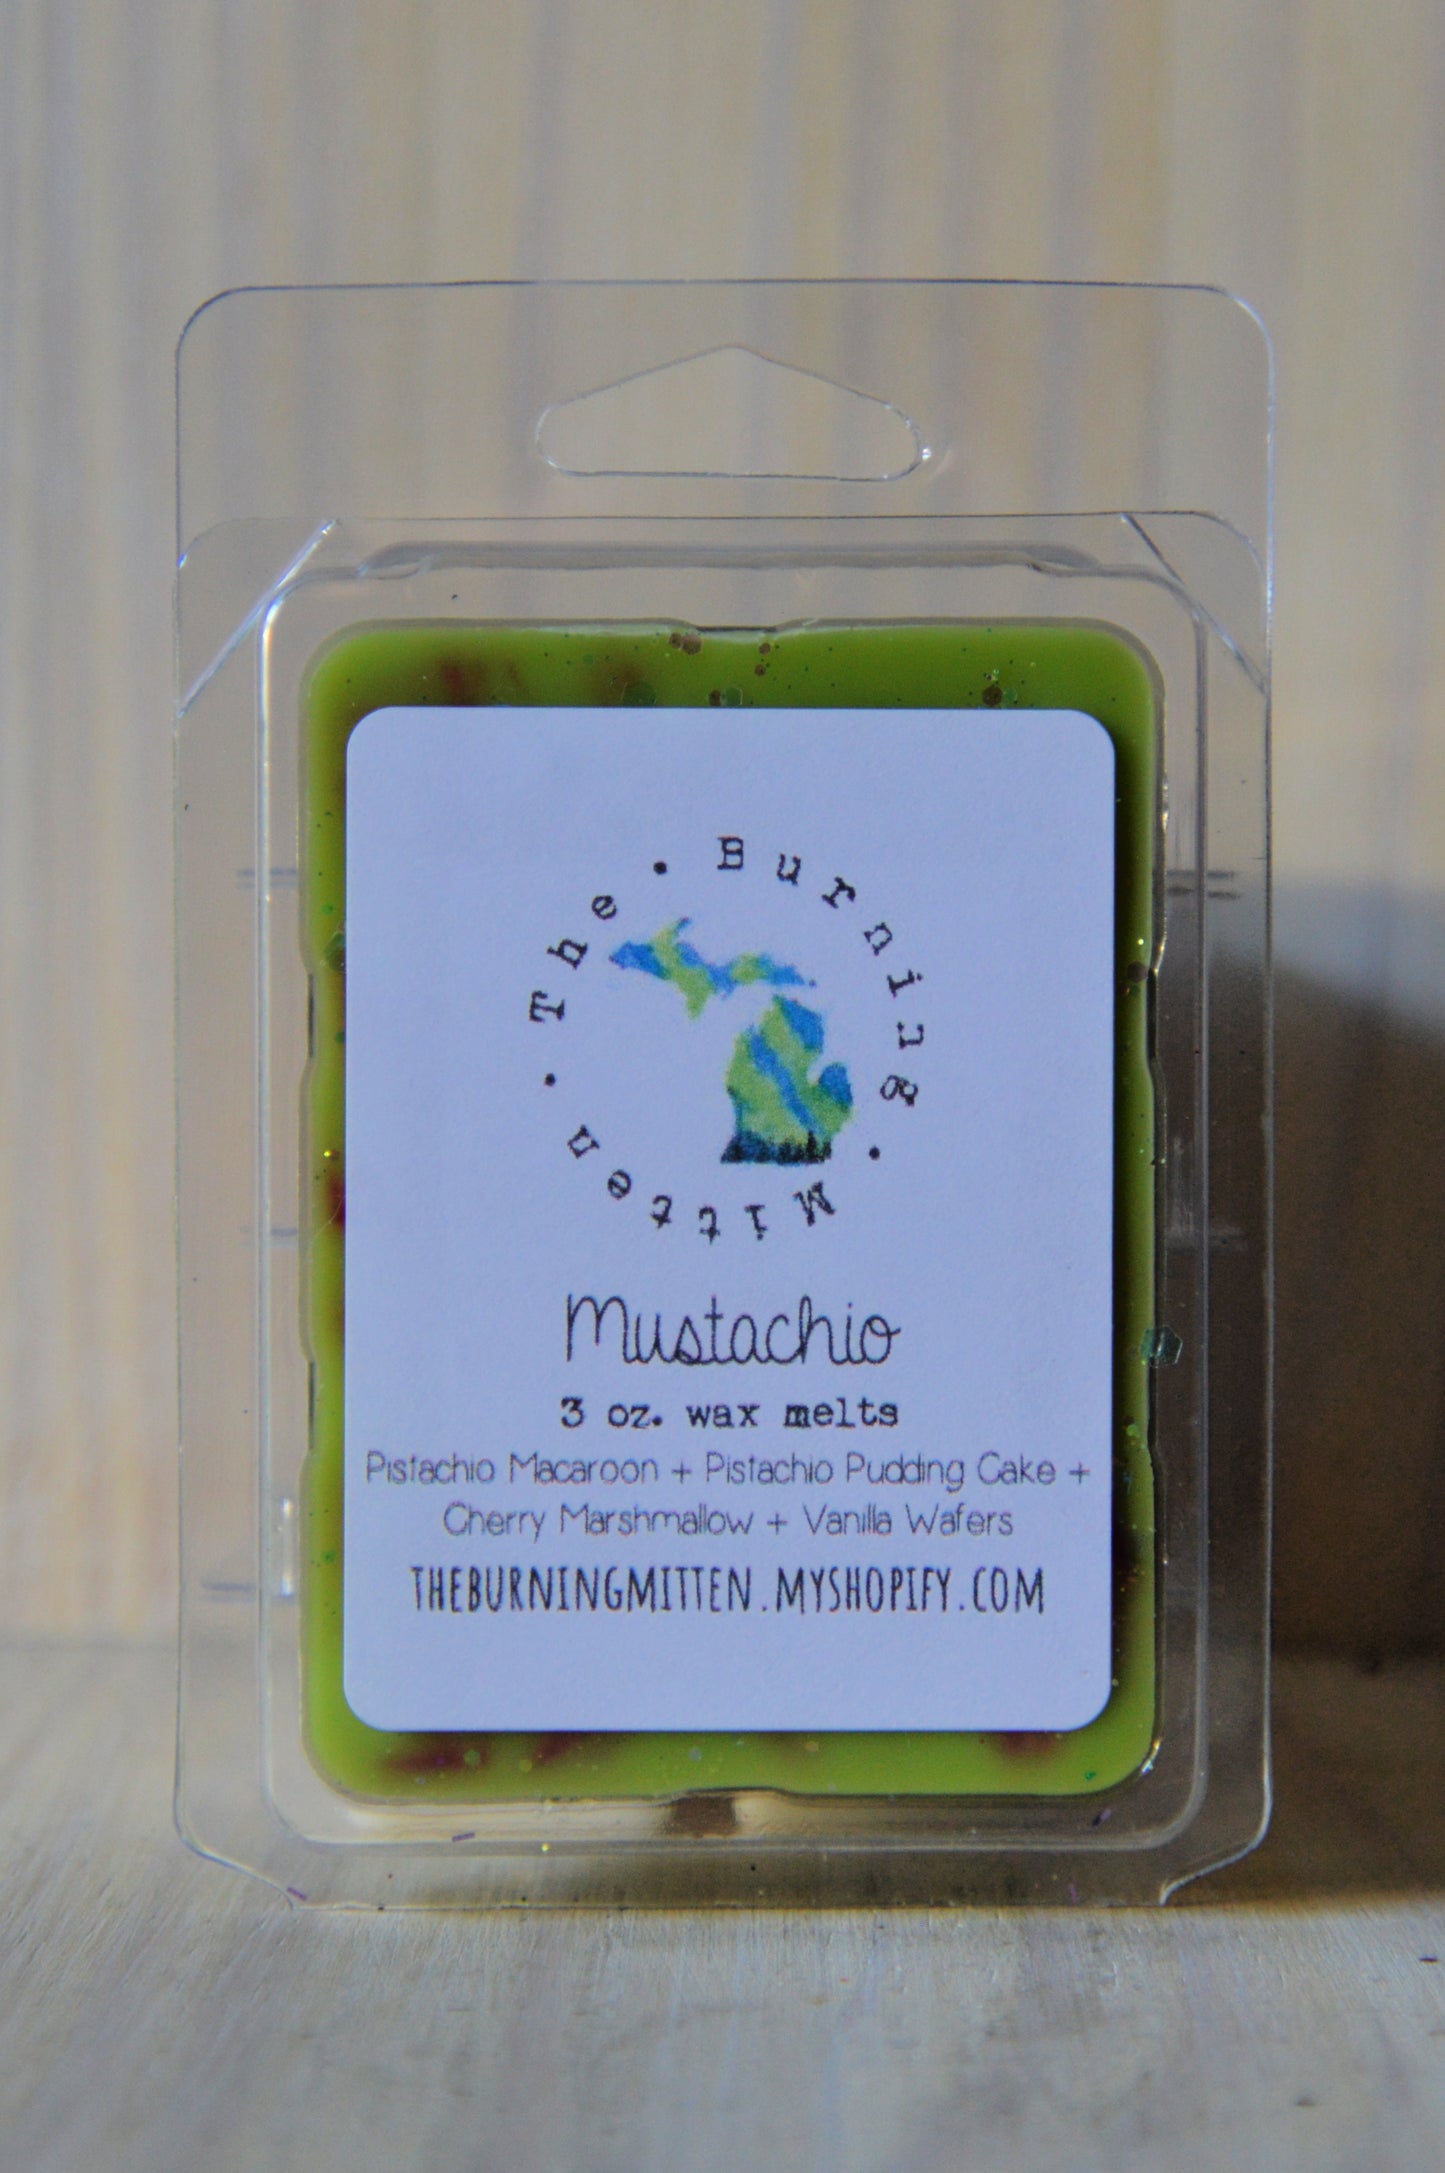 The • Burning • Mitten •
Mustachio
3 oz. wax melts
Pistachio Macaroon + Pistachio Pudding Cake +
Cherry Marshmallow + Vanilla Wafers
THEBURNINGMITTEN.MYSHOPIFY.COM